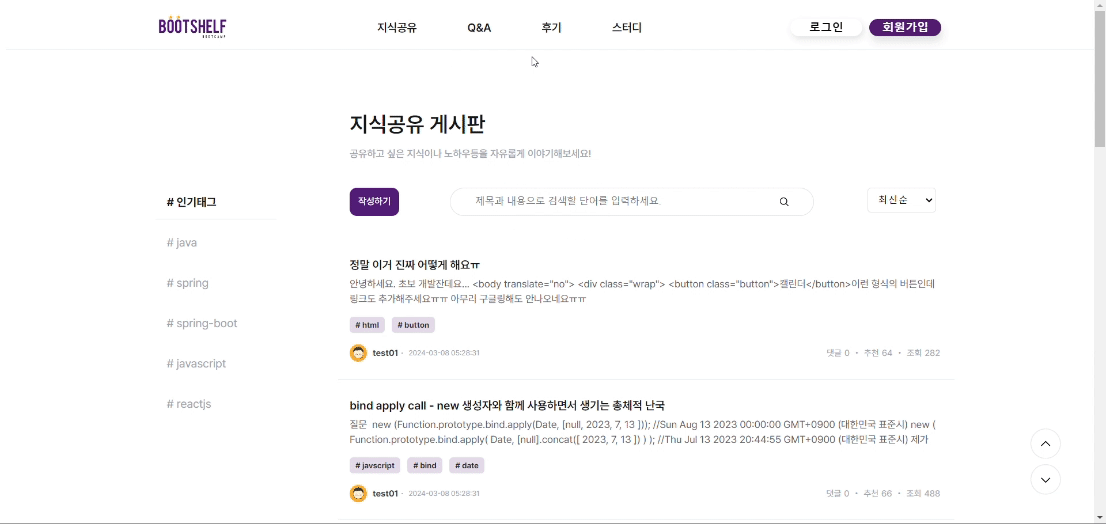 BOOTSHELF
BOOTCAMP
지식공유 Q&A 후기 스터디 로그인 회원가입
지식공유 게시판
공유하고 싶은 지식이나 노하우등을 자유롭게 이야기해보세요!
# 인기태그
작성하기 제목과 내용으로 검색할 단어를 입력하세요. 최신순
# java
# spring
# spring-boot
# javascript
# reactjs
정말 이거 진짜 어떻게 해요ㅠ
안녕하세요. 초보 개발잔데요... <body translate="no"> <div class="wrap"> <button class="button">캘린더</button>이런 형식의 버튼인데
링크도 추가해주세요ㅠㅠ 아무리 구글링해도 안나오네요ㅠㅠ
# html # button
test01 · 2024-03-08 05:28:31 댓글 0 · 추천 64 · 조회 282
bind apply call - new 생성자와 함께 사용하면서 생기는 총체적 난국
질문  new (Function.prototype.bind.apply(Date, [null, 2023, 7, 13 ])); //Sun Aug 13 2023 00:00:00 GMT+0900 (대한민국 표준시) new (
Function.prototype.bind.apply( Date, [null].concat([ 2023, 7, 13 ]) ) ); //Thu Jul 13 2023 20:44:55 GMT+0900 (대한민국 표준시) 제가
# javscript # bind # date
test01 · 2024-03-08 05:28:31 댓글 0 · 추천 66 · 조회 488